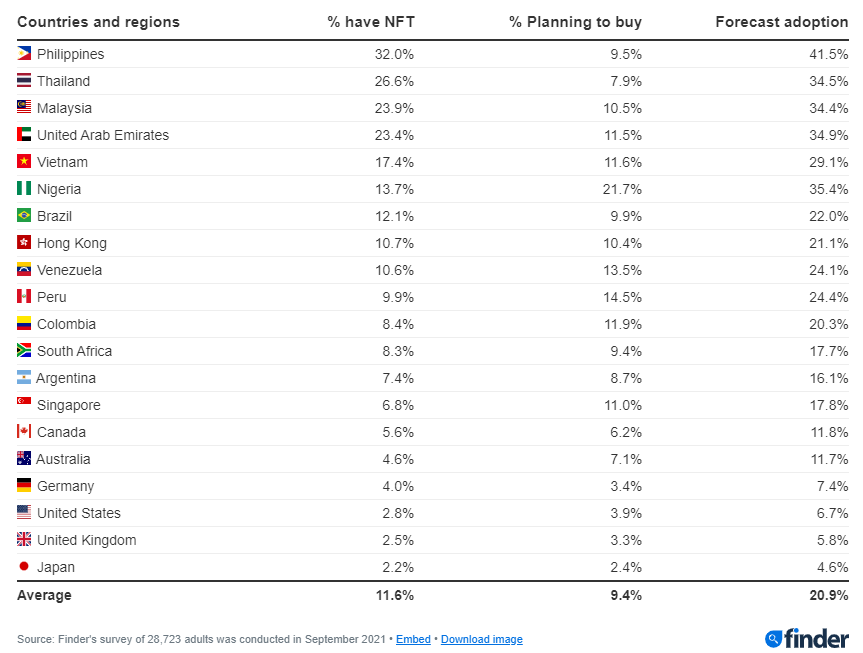 Countries and regions % have NFT % Planning to buy Forecast adoption
Philippines 32.0% 9.5% 41.5%
Thailand 26.6% 7.9% 34.5%
Malaysia 23.9% 10.5% 34.4%
United Arab Emirates 23.4% 11.5% 34.9%
Vietnam 17.4% 11.6% 29.1%
Nigeria 13.7% 21.7% 35.4%
Brazil 12.1% 9.9% 22.0%
Hong Kong 10.7% 10.4% 21.1%
Venezuela 10.6% 13.5% 24.1%
Peru 9.9% 14.5% 24.4%
Colombia 8.4% 11.9% 20.3%
South Africa 8.3% 9.4% 17.7%
Argentina 7.4% 8.7% 16.1%
Singapore 6.8% 11.0% 17.8%
Canada 5.6% 6.2% 11.8%
Australia 4.6% 7.1% 11.7%
Germany 4.0% 3.4% 7.4%
United States 2.8% 3.9% 6.7%
United Kingdom 2.5% 3.3% 5.8%
Japan 2.2% 2.4% 4.6%
Average 11.6% 9.4% 20.9%
Source: Finder's survey of 28,723 adults was conducted in September 2021 • Embed • Download image
finder